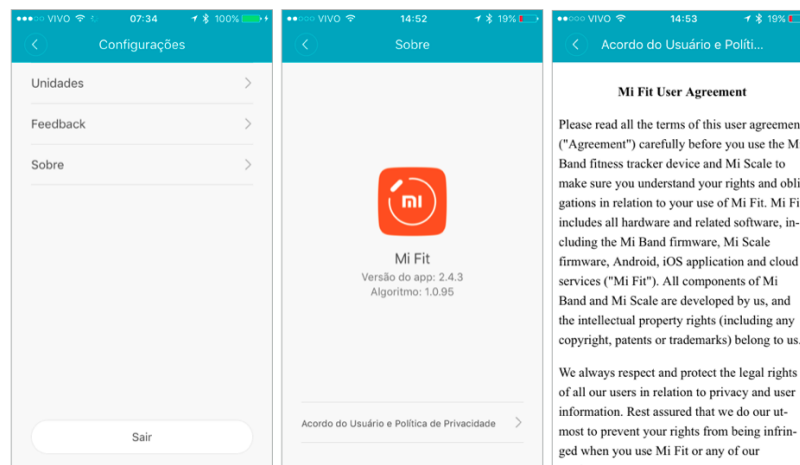 VIVO 07:34 100%
Configurações
Unidades
Feedback
Sobre
Sair
VIVO 14:52 19%
Sobre
mi
Mi Fit
Versão do app: 2.4.3
Algoritmo: 1.0.95
Acordo do Usuário e Política de Privacidade
VIVO 14:53 19%
Acordo do Usuário e Políti...
Mi Fit User Agreement
Please read all the terms of this user agreemen
("Agreement") carefully before you use the M
Band fitness tracker device and Mi Scale to
make sure you understand your rights and obli
gations in relation to your use of Mi Fit. Mi Fi
includes all hardware and related software, in-
cluding the Mi Band firmware, Mi Scale
firmware, Android, iOS application and cloud
services ("Mi Fit"). All components of Mi
Band and Mi Scale are developed by us, and
the intellectual property rights (including any
copyright, patents or trademarks) belong to us.
We always respect and protect the legal rights
of all our users in relation to privacy and user
information. Rest assured that we do our ut-
most to prevent your rights from being infrin-
ged when you use Mi Fit or any of our